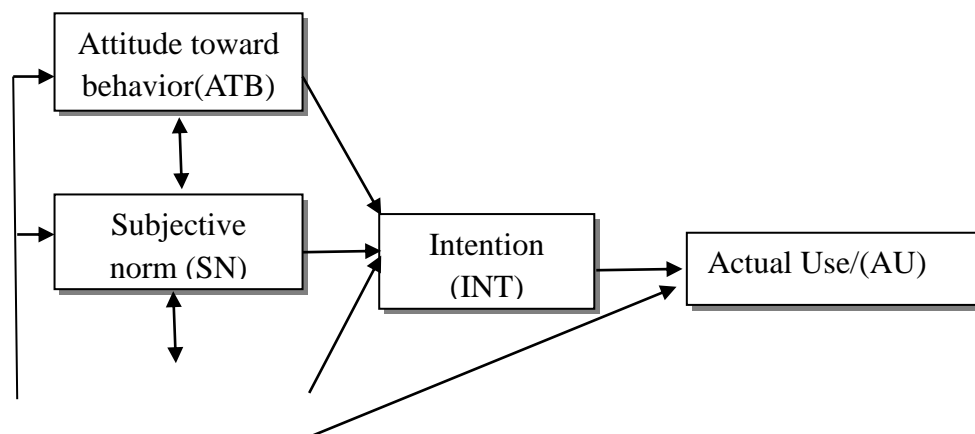 Attitude toward
behavior(ATB)
Subjective
norm (SN)
Intention
(INT)
Actual Use/(AU)